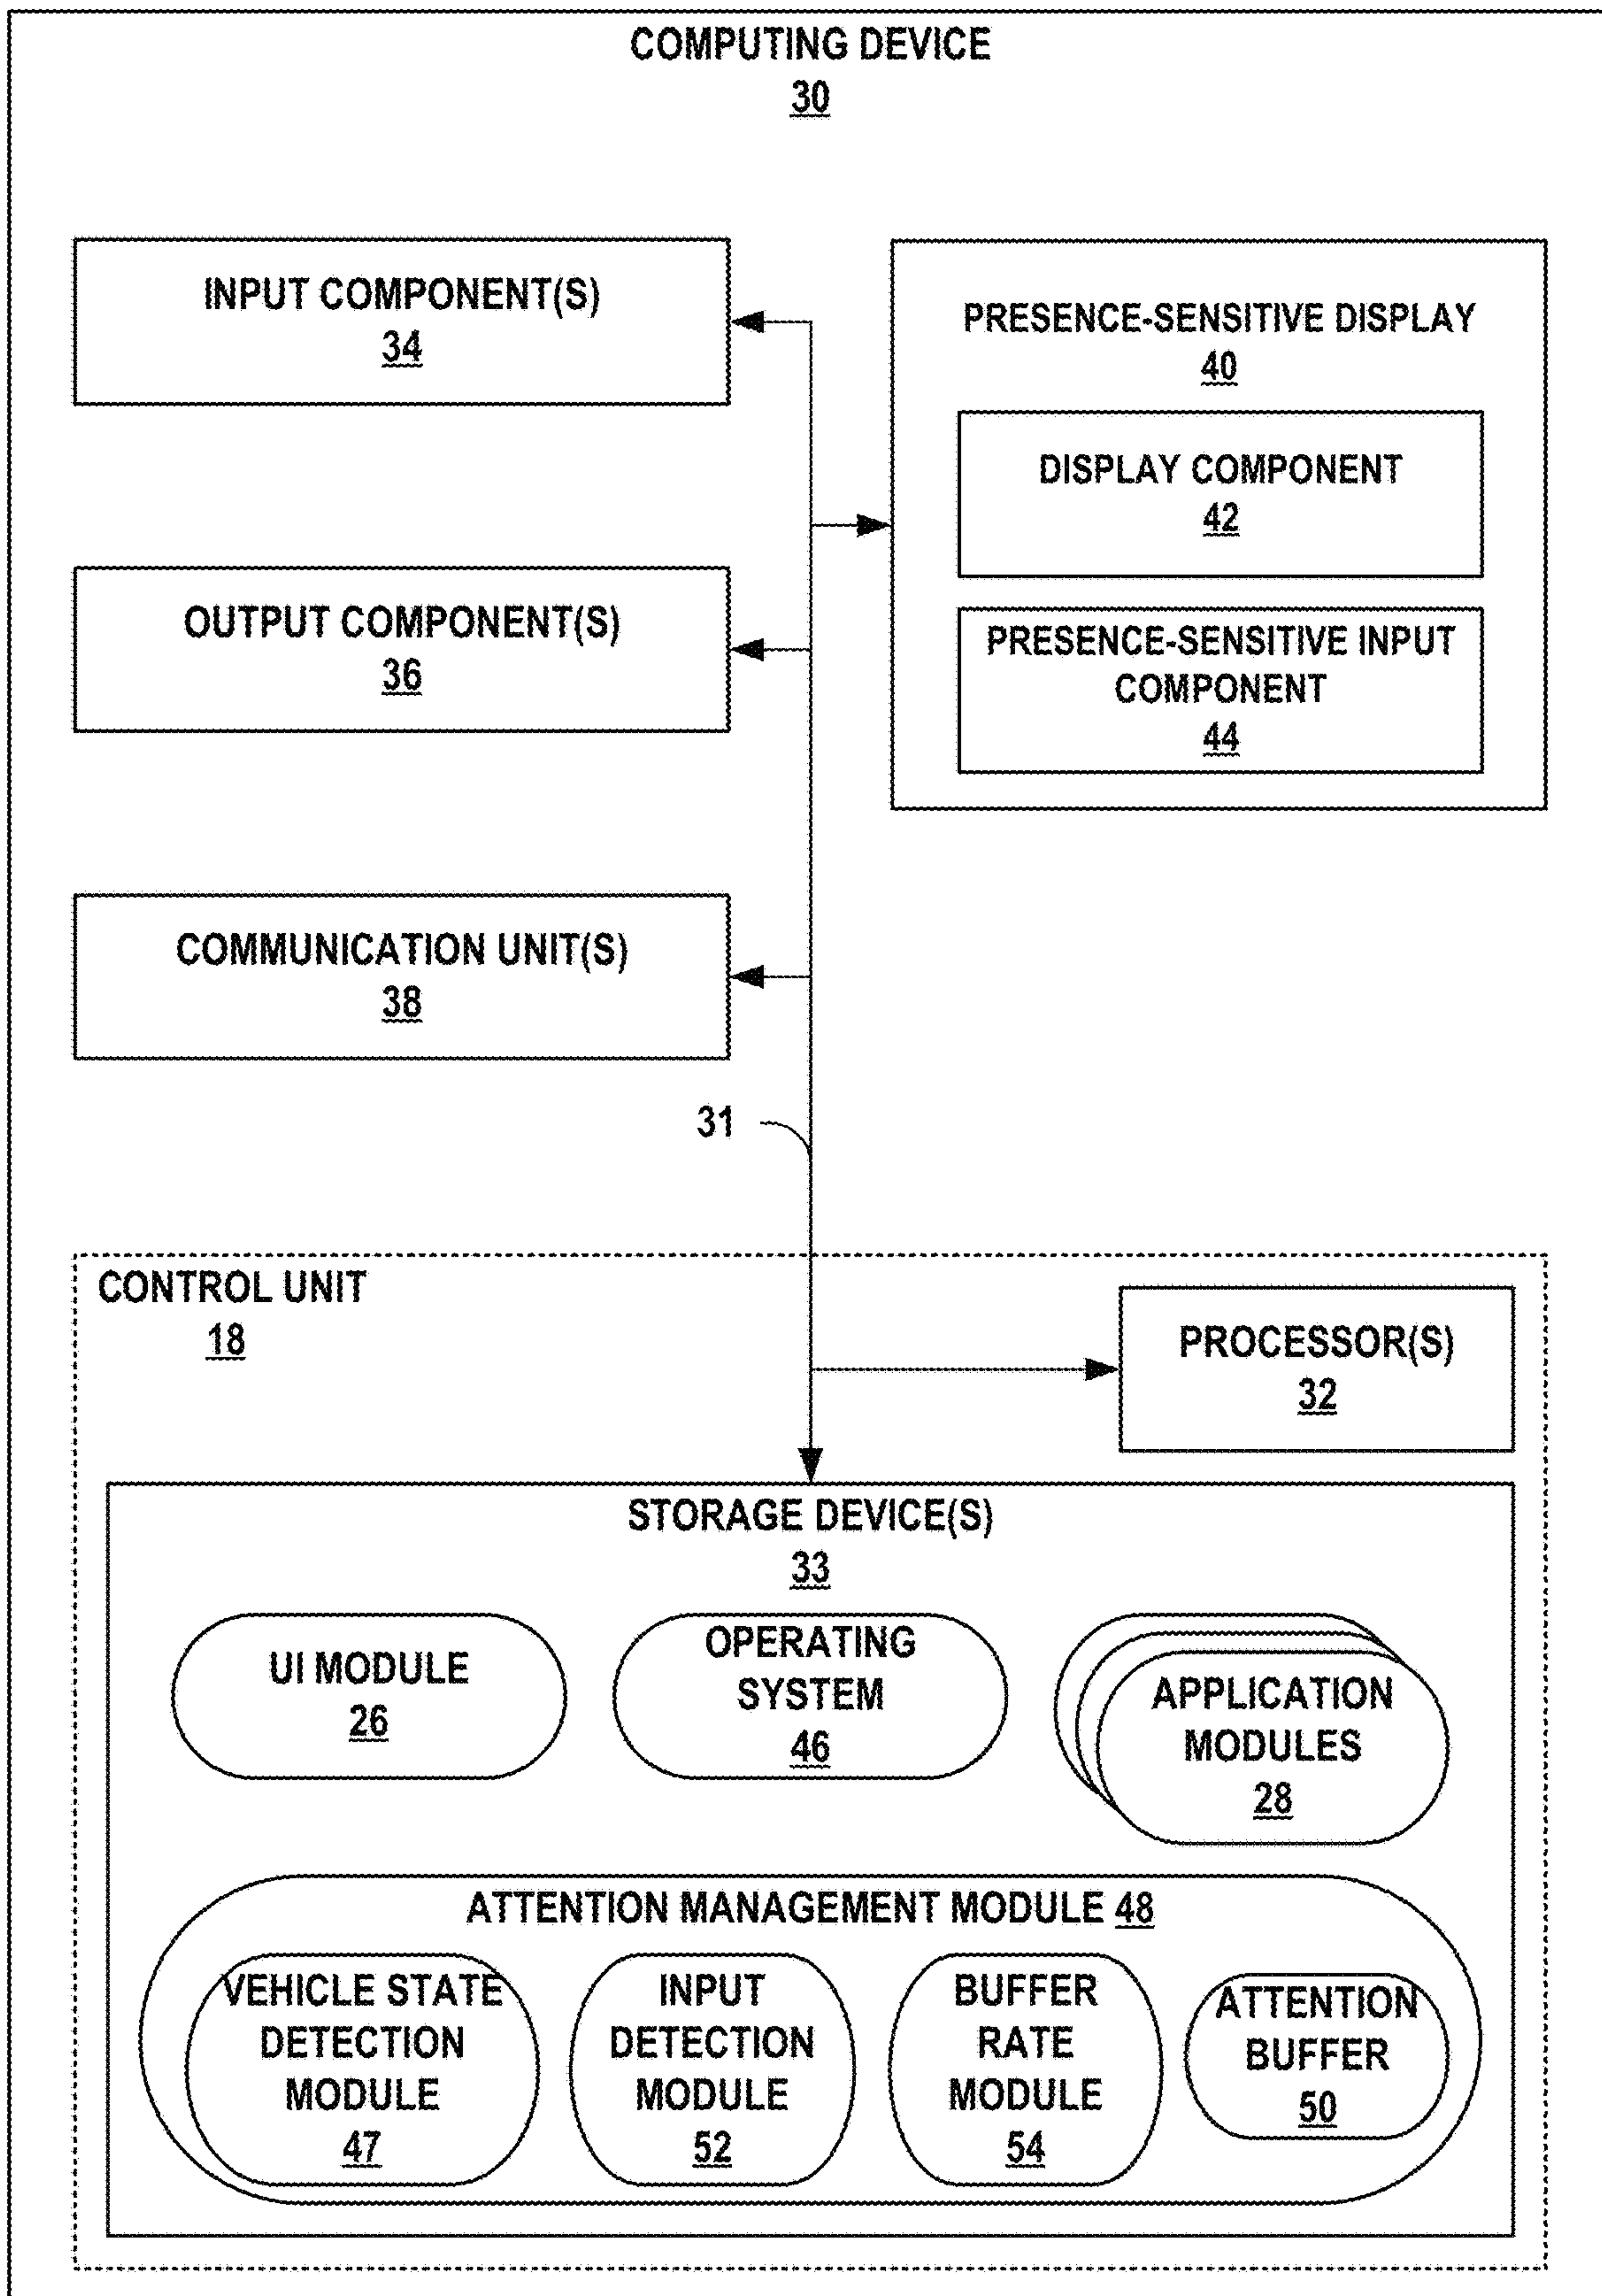 COMPUTING DEVICE
30
INPUT COMPONENT(S)
34
PRESENCE-SENSITIVE DISPLAY
40
DISPLAY COMPONENT
42
OUTPUT COMPONENT(S)
36
PRESENCE-SENSITIVE INPUT
COMPONENT
44
COMMUNICATION UNIT(S)
38
31
CONTROL UNIT
18
PROCESSOR(S)
32
STORAGE DEVICE(S)
33
UI MODULE
26
OPERATING
SYSTEM
46
APPLICATION
MODULES
28
ATTENTION MANAGEMENT MODULE 48
VEHICLE STATE
DETECTION
MODULE
47
INPUT
DETECTION
MODULE
52
BUFFER
RATE
MODULE
54
ATTENTION
BUFFER
50